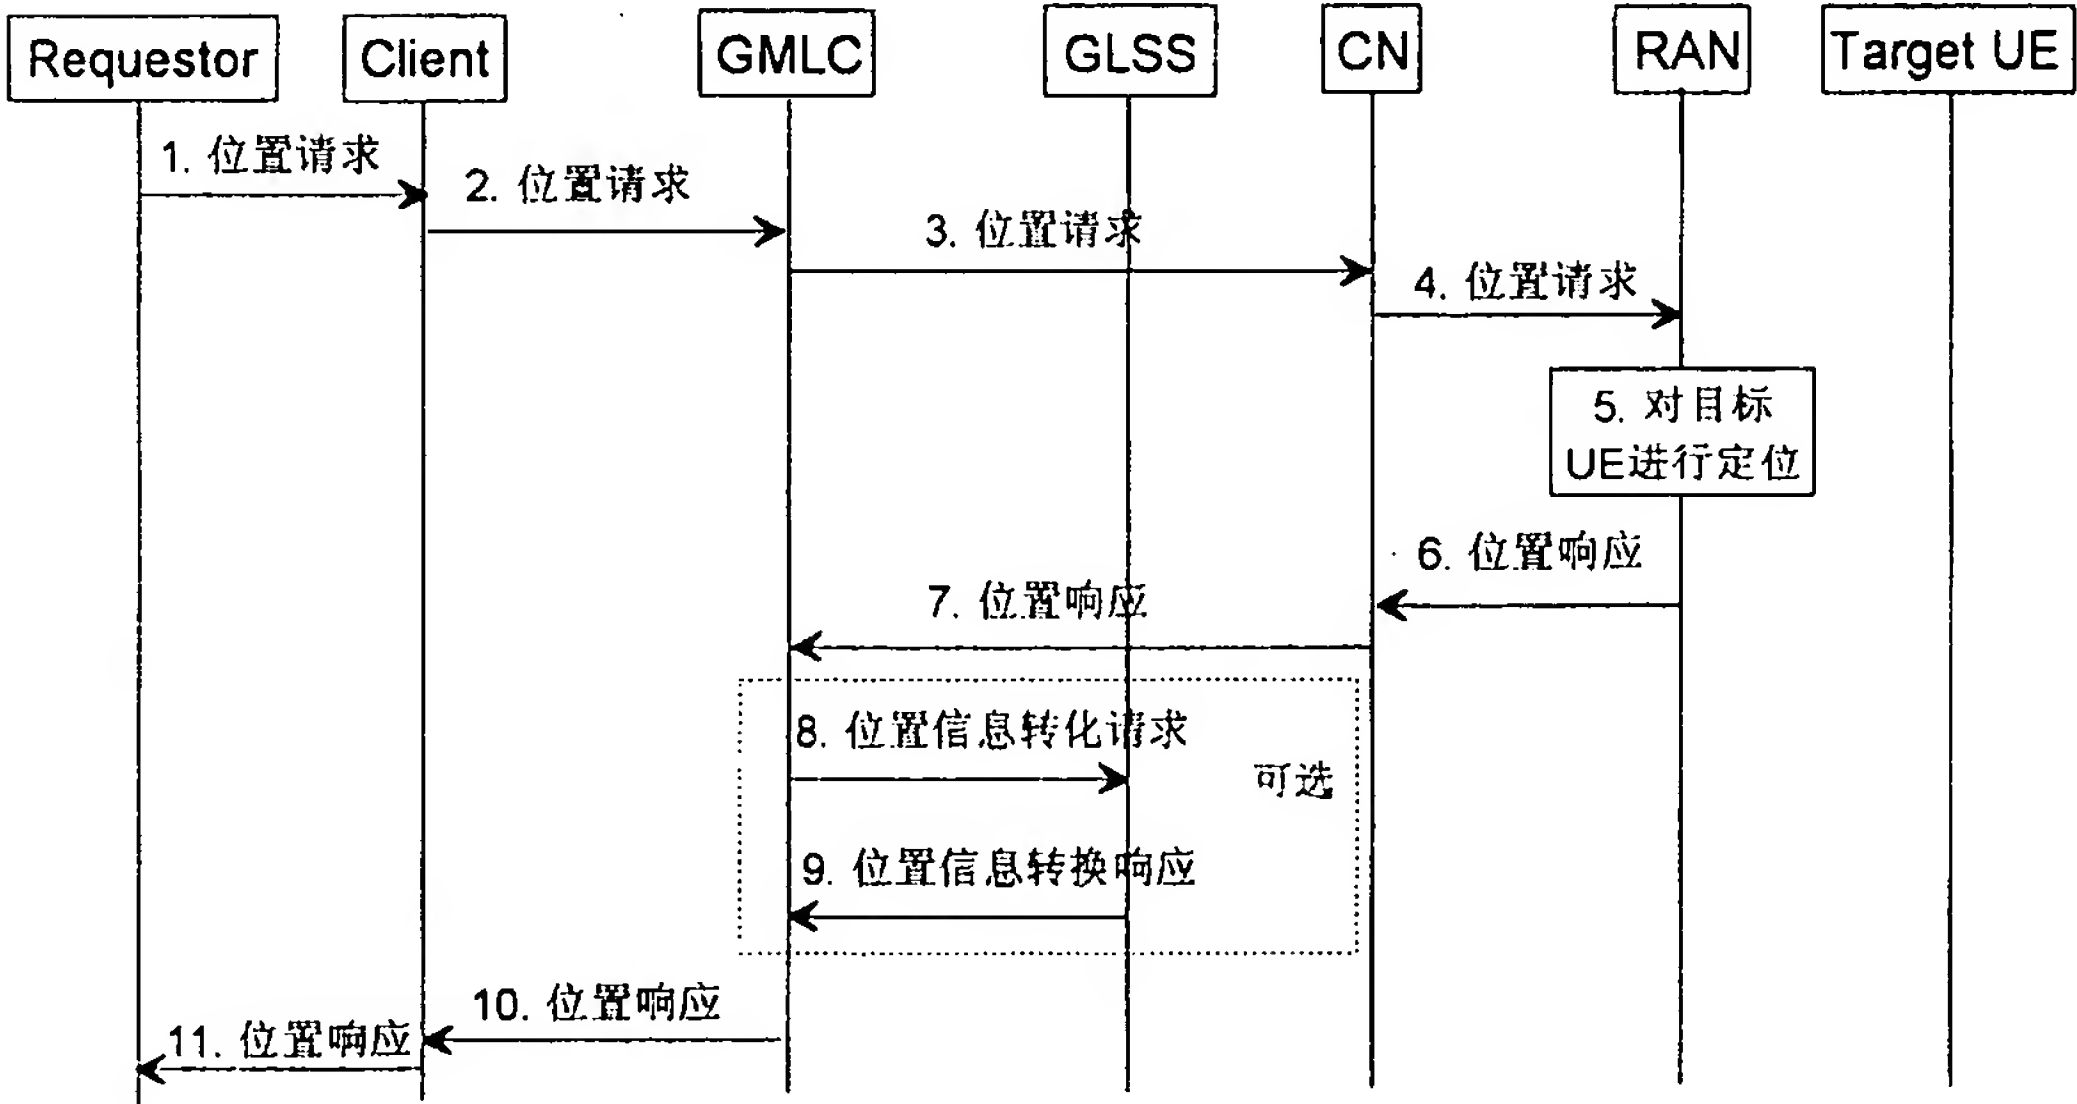 Requestor
Client
GMLC
GLSS
CN
RAN
Target UE
1. 位置请求
2. 位置请求
3. 位置请求
4. 位置请求
5. 对目标
UE进行定位
6. 位置响应
7. 位置响应
8. 位置信息转化请求
可选
9. 位置信息转换响应
10. 位置响应
11. 位置响应